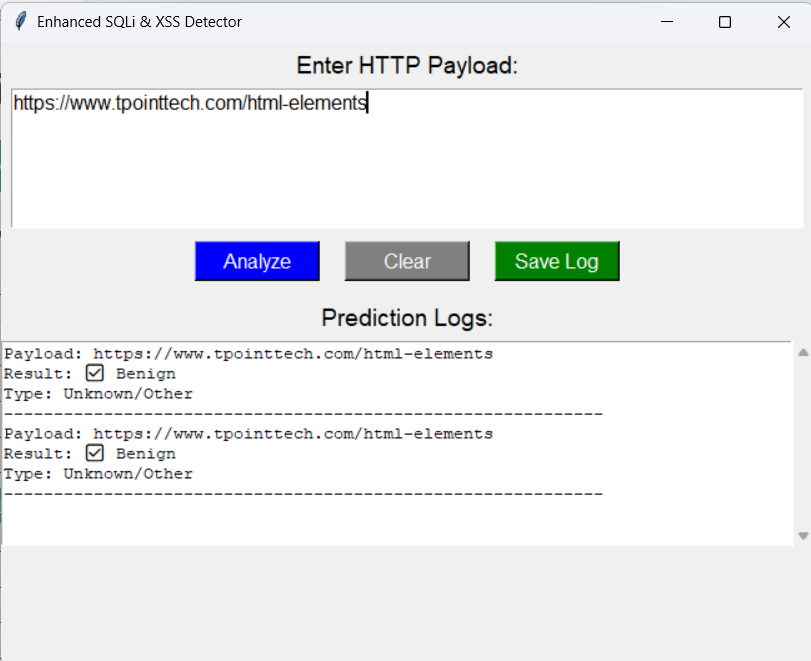 Enhanced SQLi & XSS Detector
Enter HTTP Payload:
https://www.tpointtech.com/html-elements
Analyze
Clear
Save Log
Prediction Logs:
Payload: https://www.tpointtech.com/html-elements
Result: ☑ Benign
Type: Unknown/Other
------------------------------------------------------------
Payload: https://www.tpointtech.com/html-elements
Result: ☑ Benign
Type: Unknown/Other
------------------------------------------------------------